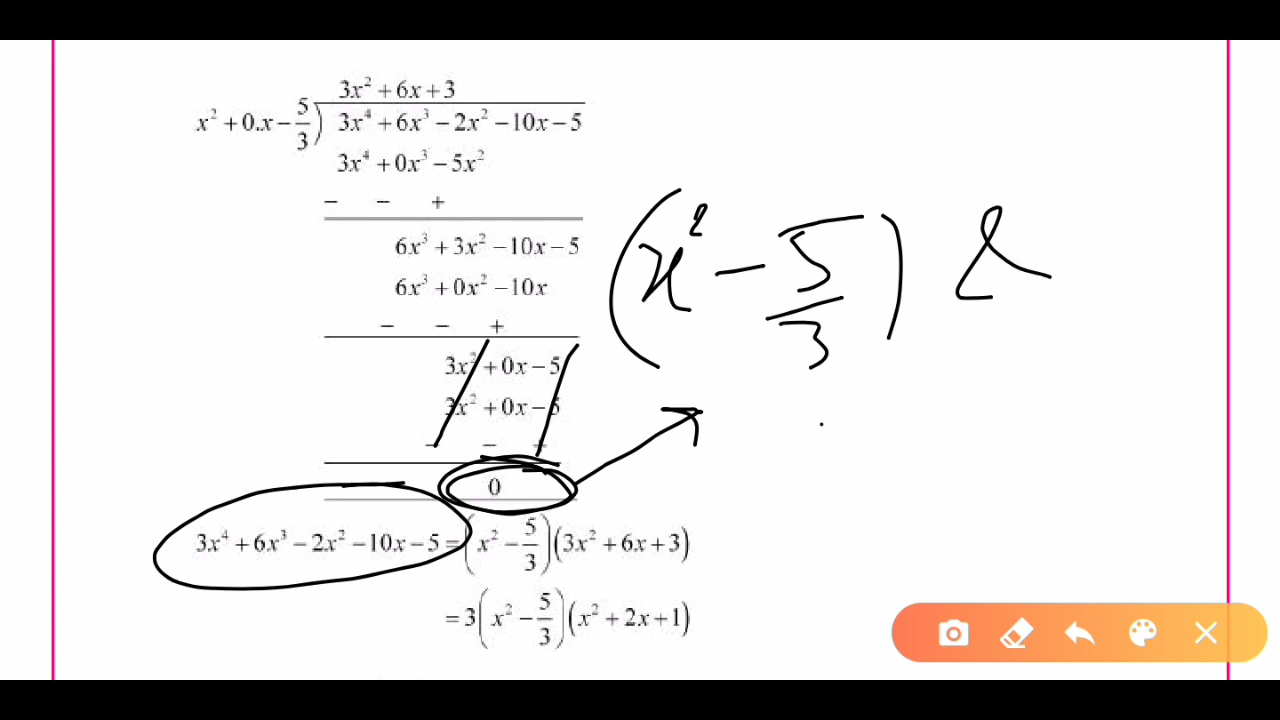 3x² + 6x + 3
x² + 0.x − 5/3 ) 3x⁴ + 6x³ − 2x² − 10x − 5
3x⁴ + 0x³ − 5x²
− − +
6x³ + 3x² − 10x − 5
6x³ + 0x² − 10x
− − +
3x² + 0x − 5
3x² + 0x − 5
− − +
0
3x⁴ + 6x³ − 2x² − 10x − 5 = (x² − 5/3)(3x² + 6x + 3)
= 3(x² − 5/3)(x² + 2x + 1)
(x² − 5/3) &